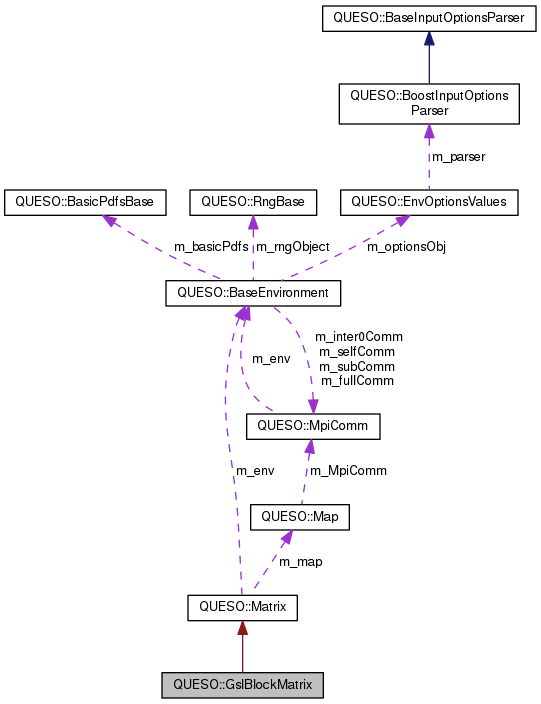 QUESO::BaseInputOptionsParser
QUESO::BoostInputOptions
Parser
m_parser
QUESO::BasicPdfsBase
QUESO::RngBase
QUESO::EnvOptionsValues
m_basicPdfs
m_rngObject
m_optionsObj
QUESO::BaseEnvironment
m_inter0Comm
m_selfComm
m_subComm
m_fullComm
m_env
QUESO::MpiComm
m_env
m_MpiComm
QUESO::Map
m_map
QUESO::Matrix
QUESO::GslBlockMatrix